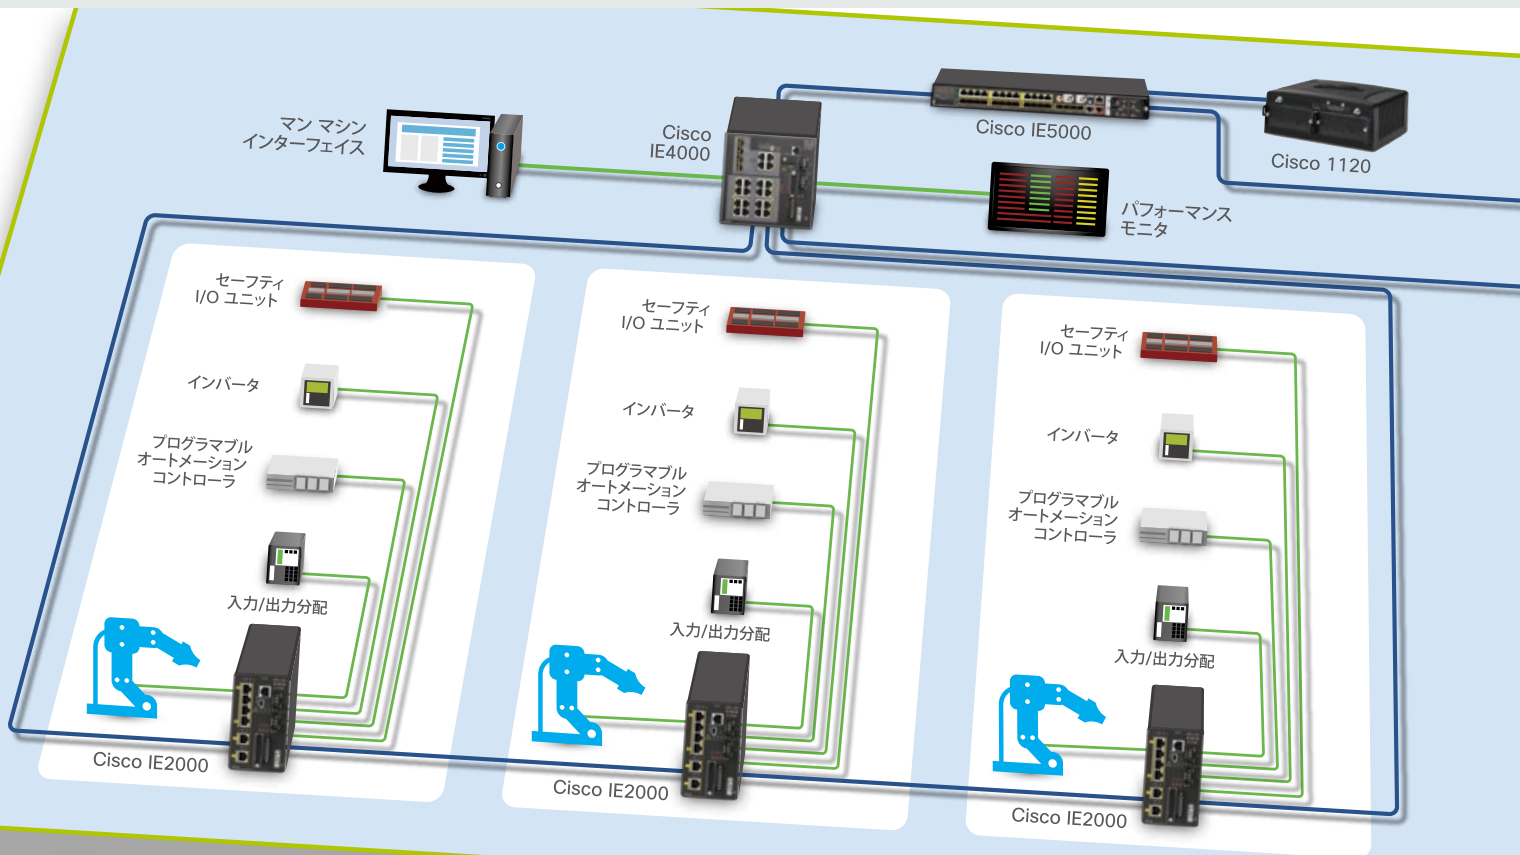 マン マシン
インターフェイス
Cisco
IE4000
Cisco IE5000
Cisco 1120
パフォーマンス
モニタ
セーフティ
I/O ユニット
インバータ
プログラマブル
オートメーション
コントローラ
入力/出力分配
Cisco IE2000
セーフティ
I/O ユニット
インバータ
プログラマブル
オートメーション
コントローラ
入力/出力分配
Cisco IE2000
セーフティ
I/O ユニット
インバータ
プログラマブル
オートメーション
コントローラ
入力/出力分配
Cisco IE2000